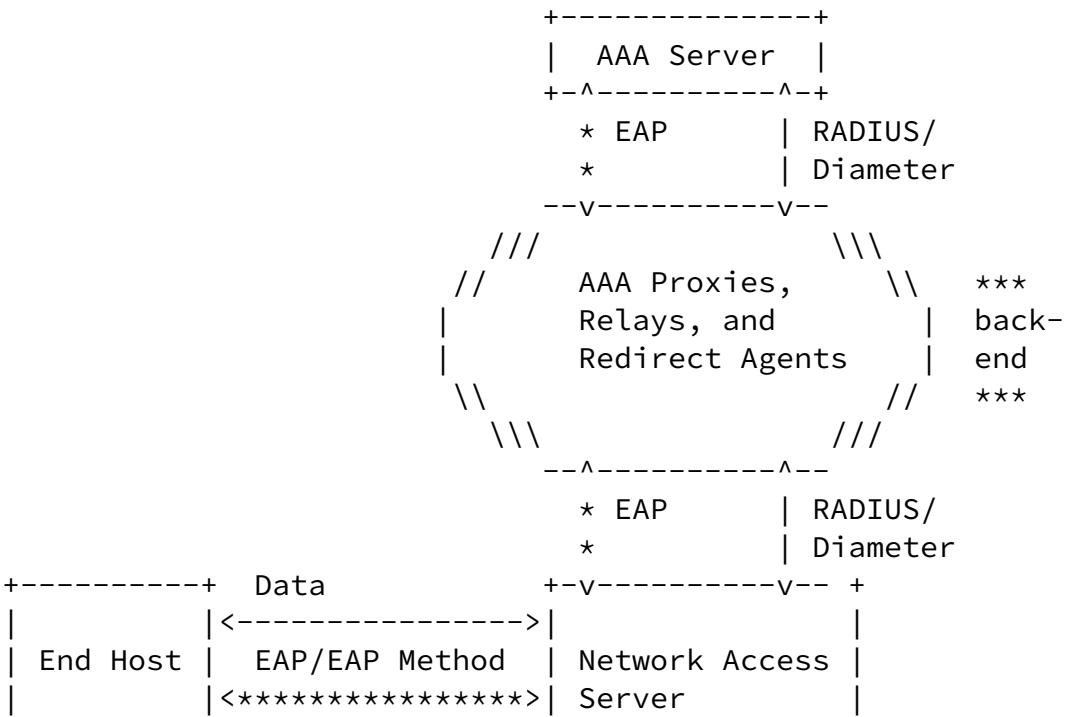 +--------------+
|  AAA Server  |
+-^----------^-+
* EAP      | RADIUS/
*          | Diameter
--v----------v--
///                \\\
//     AAA Proxies,     \\   ***
|       Relays, and        |  back-
|       Redirect Agents    |  end
\\                      //   ***
\\\                ///
--^----------^--
* EAP      | RADIUS/
*          | Diameter
+----------+  Data            +-v----------v-- +
|          |<---------------->|                |
| End Host |  EAP/EAP Method  | Network Access |
|          |<****************>| Server         |